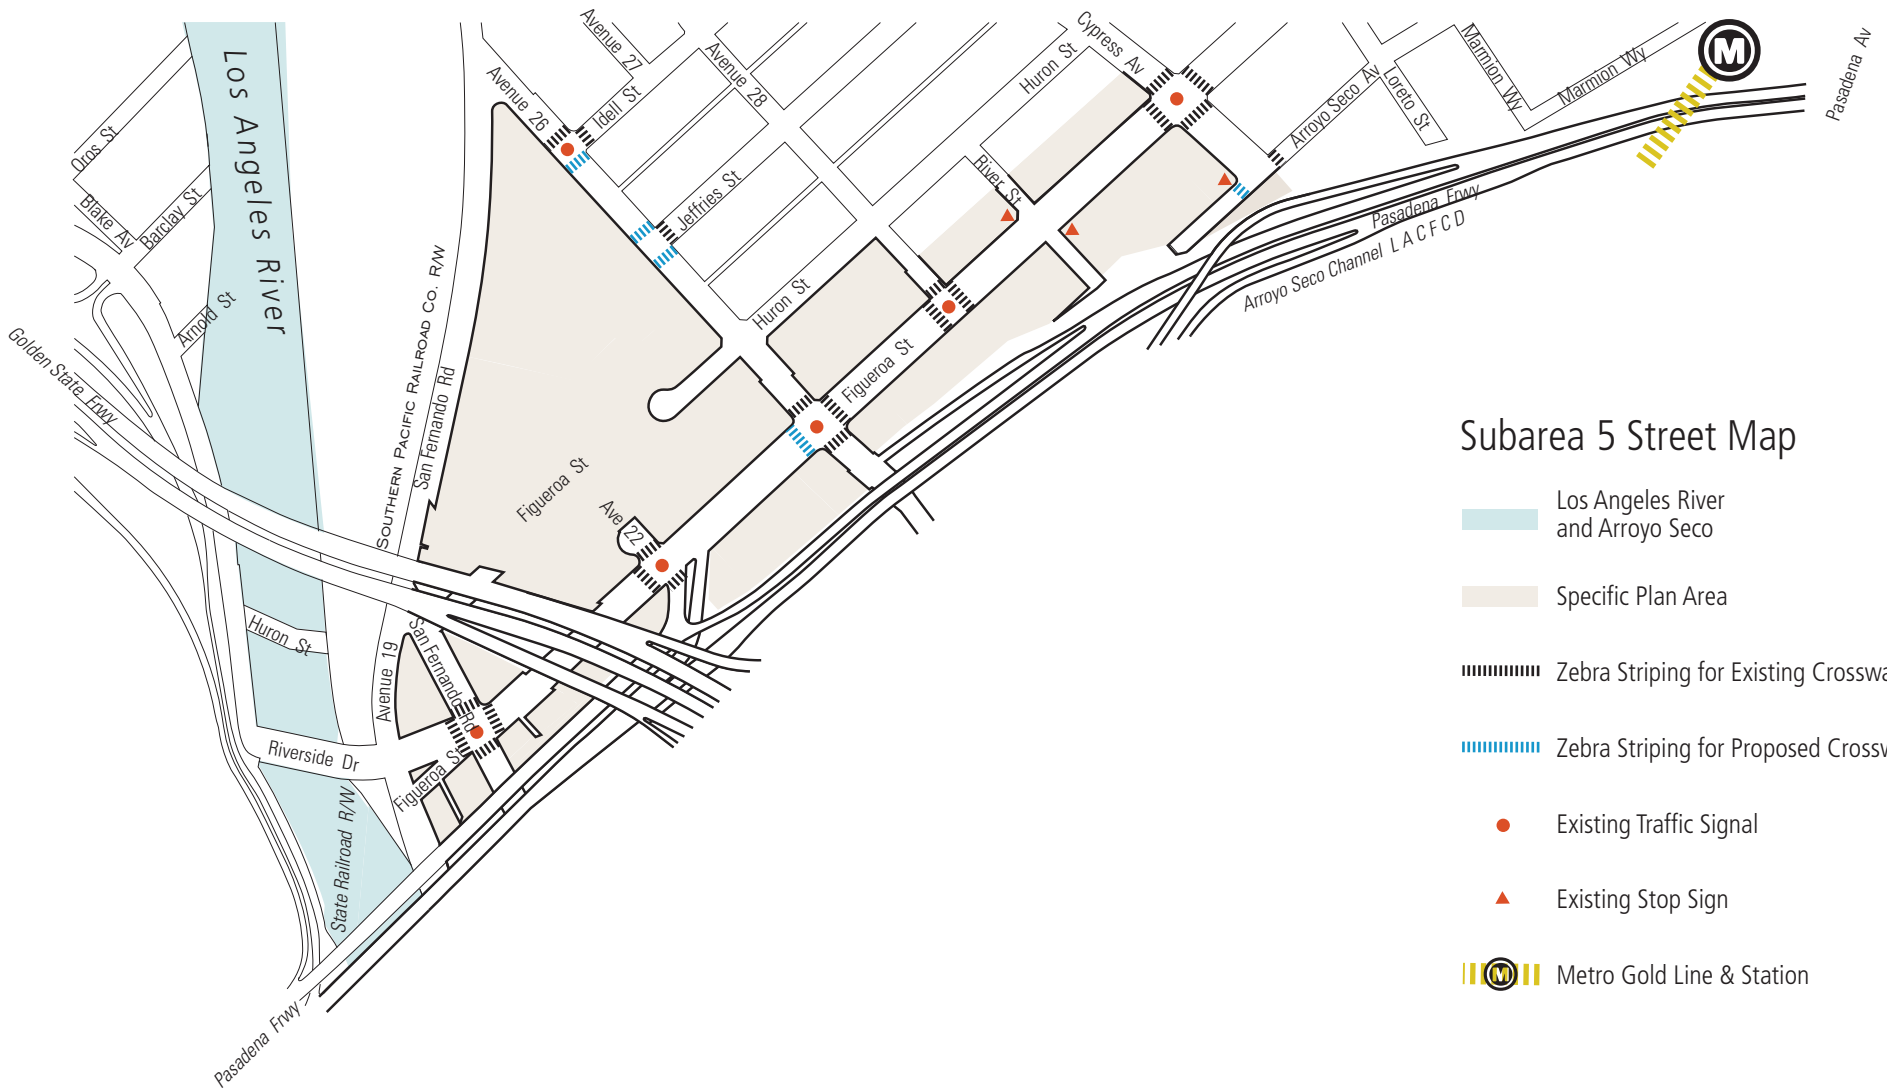 Avenue 27
Cypress Av
Pasadena Av
Marmion Wy
Marmion Wy
M
Avenue 28
Huron St
Loreto St
Arroyo Seco Av
Avenue 26
Idell St
Oros St
Los Angeles River
River St
Jeffries St
Blake Av
Barclay St
Pasadena Frwy
Arroyo Seco Channel L A C F C D
Arnold St
Huron St
SOUTHERN PACIFIC RAILROAD CO. R/W
San Fernando Rd
Golden State Frwy
Figueroa St
Figueroa St
Ave 22
Huron St
Avenue 19
San Fernando Rd
Riverside Dr
Figueroa St
State Railroad R/W
Pasadena Frwy
Subarea 5 Street Map
Los Angeles River
and Arroyo Seco
Specific Plan Area
Zebra Striping for Existing Crosswa
Zebra Striping for Proposed Crossw
Existing Traffic Signal
Existing Stop Sign
M
Metro Gold Line & Station